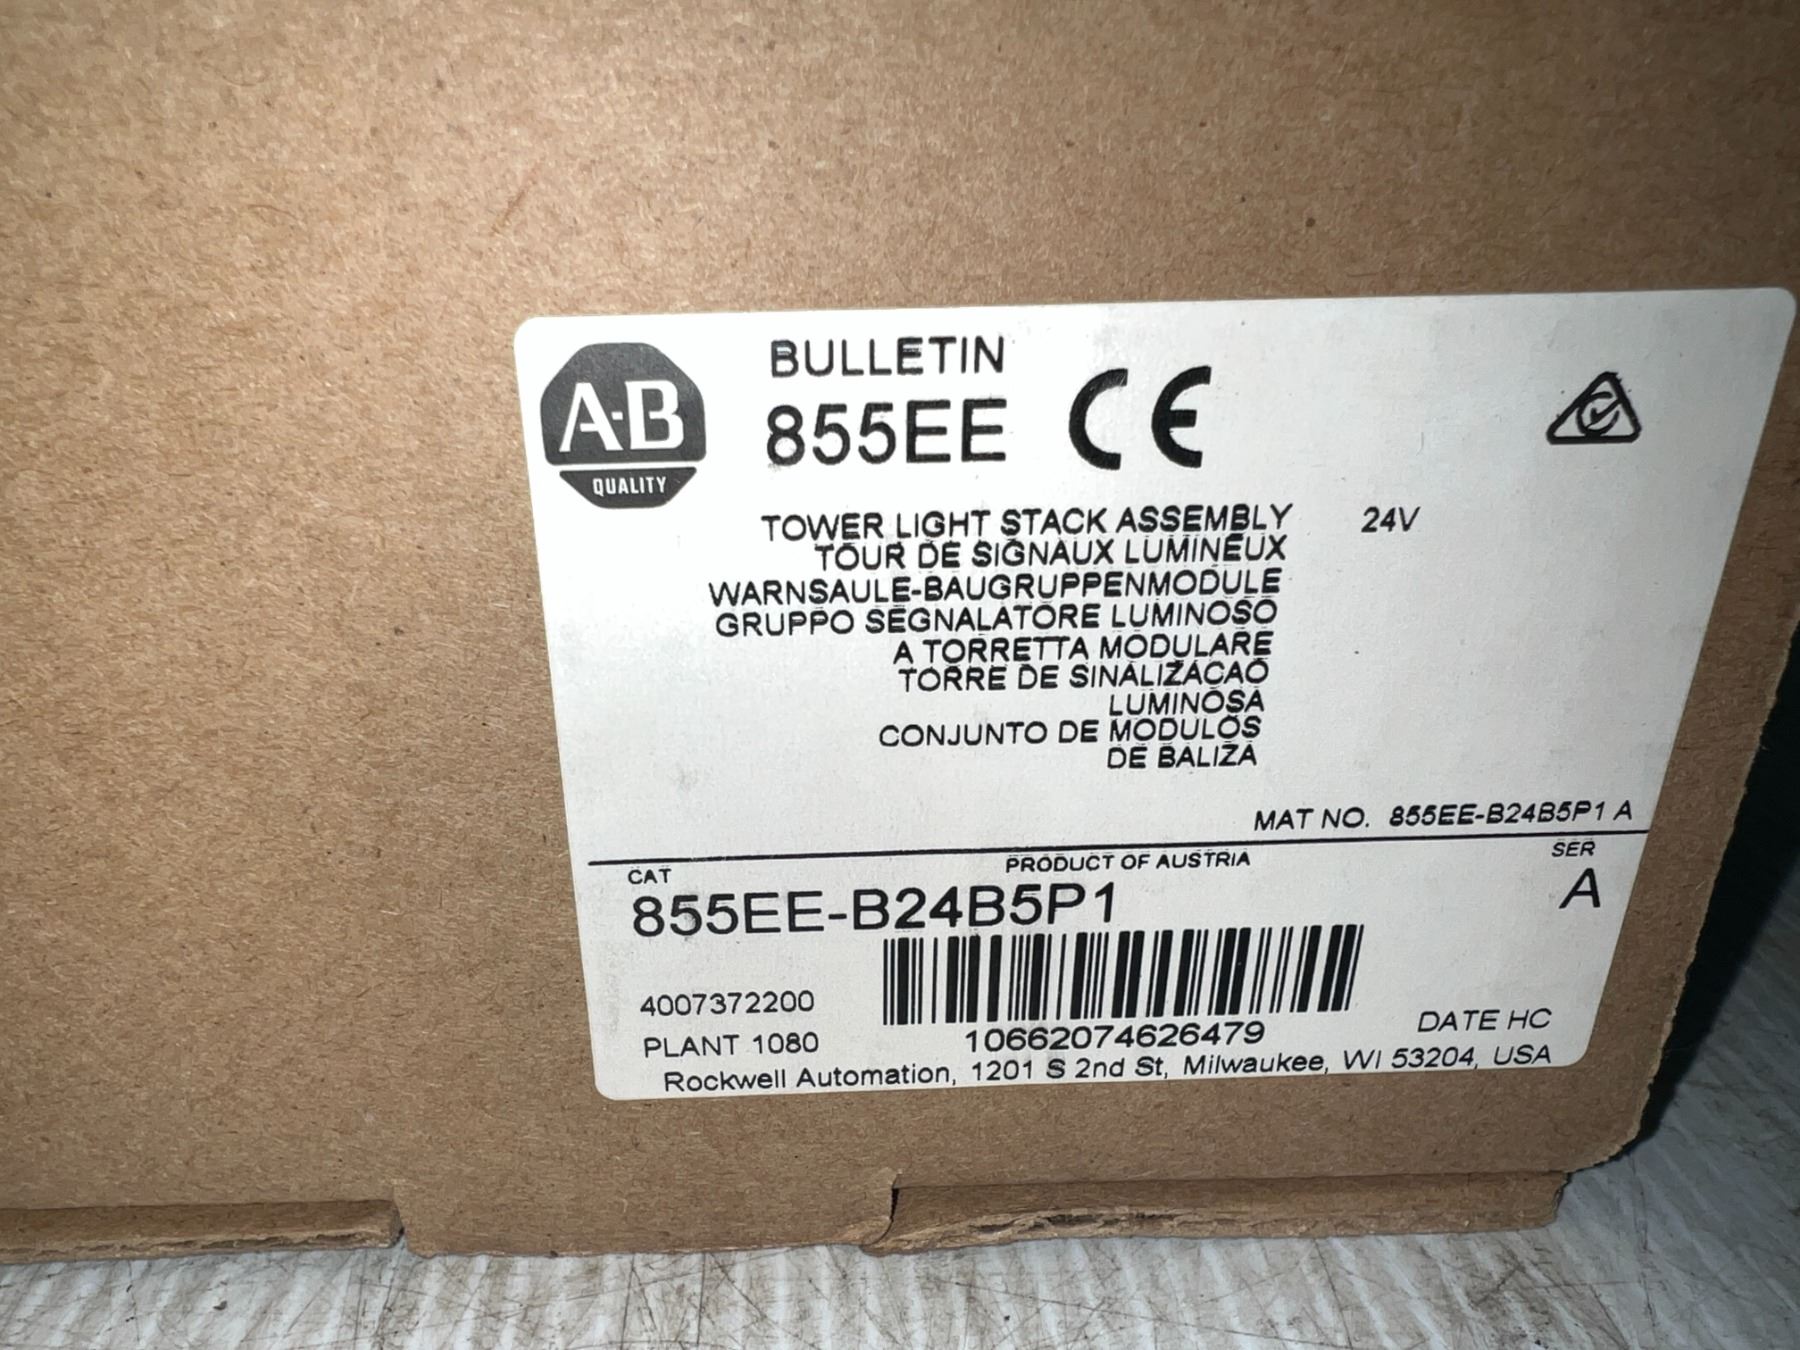 A-B
QUALITY
BULLETIN
855EE CE
TOWER LIGHT STACK ASSEMBLY 24V
TOUR DE SIGNAUX LUMINEUX
WARNSAULE-BAUGRUPPENMODULE
GRUPPO SEGNALATORE LUMINOSO
A TORRETTA MODULARE
TORRE DE SINALIZACAO
LUMINOSA
CONJUNTO DE MODULOS
DE BALIZA
MAT NO. 855EE-B24B5P1 A
CAT PRODUCT OF AUSTRIA SER
855EE-B24B5P1 A
4007372200
PLANT 1080 10662074626479 DATE HC
Rockwell Automation, 1201 S 2nd St, Milwaukee, WI 53204, USA